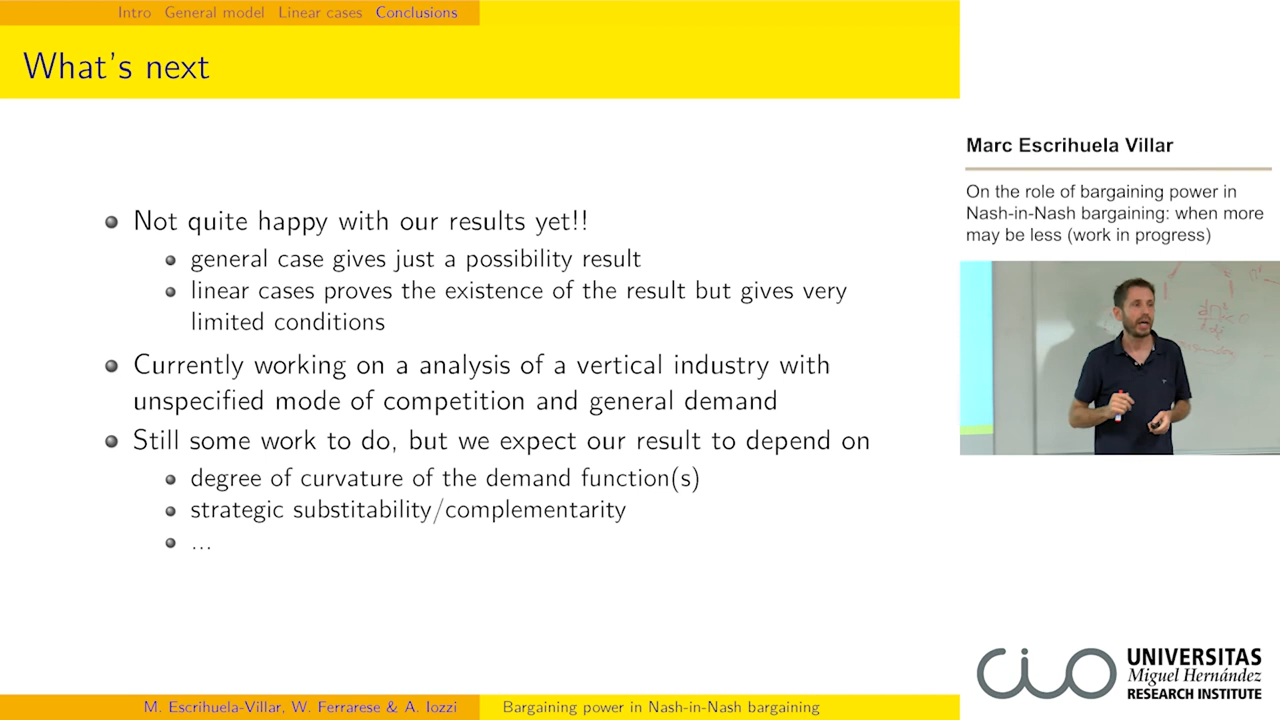 Intro General model Linear cases Conclusions
What's next
Not quite happy with our results yet!!
general case gives just a possibility result
linear cases proves the existence of the result but gives very
limited conditions
Currently working on a analysis of a vertical industry with
unspecified mode of competition and general demand
Still some work to do, but we expect our result to depend on
degree of curvature of the demand function(s)
strategic substitability/complementarity
...
M. Escrihuela-Villar, W. Ferrarese & A. Iozzi
Bargaining power in Nash-in-Nash bargaining
Marc Escrihuela Villar
On the role of bargaining power in
Nash-in-Nash bargaining: when more
may be less (work in progress)
cio
UNIVERSITAS
Miguel Hernández
RESEARCH INSTITUTE